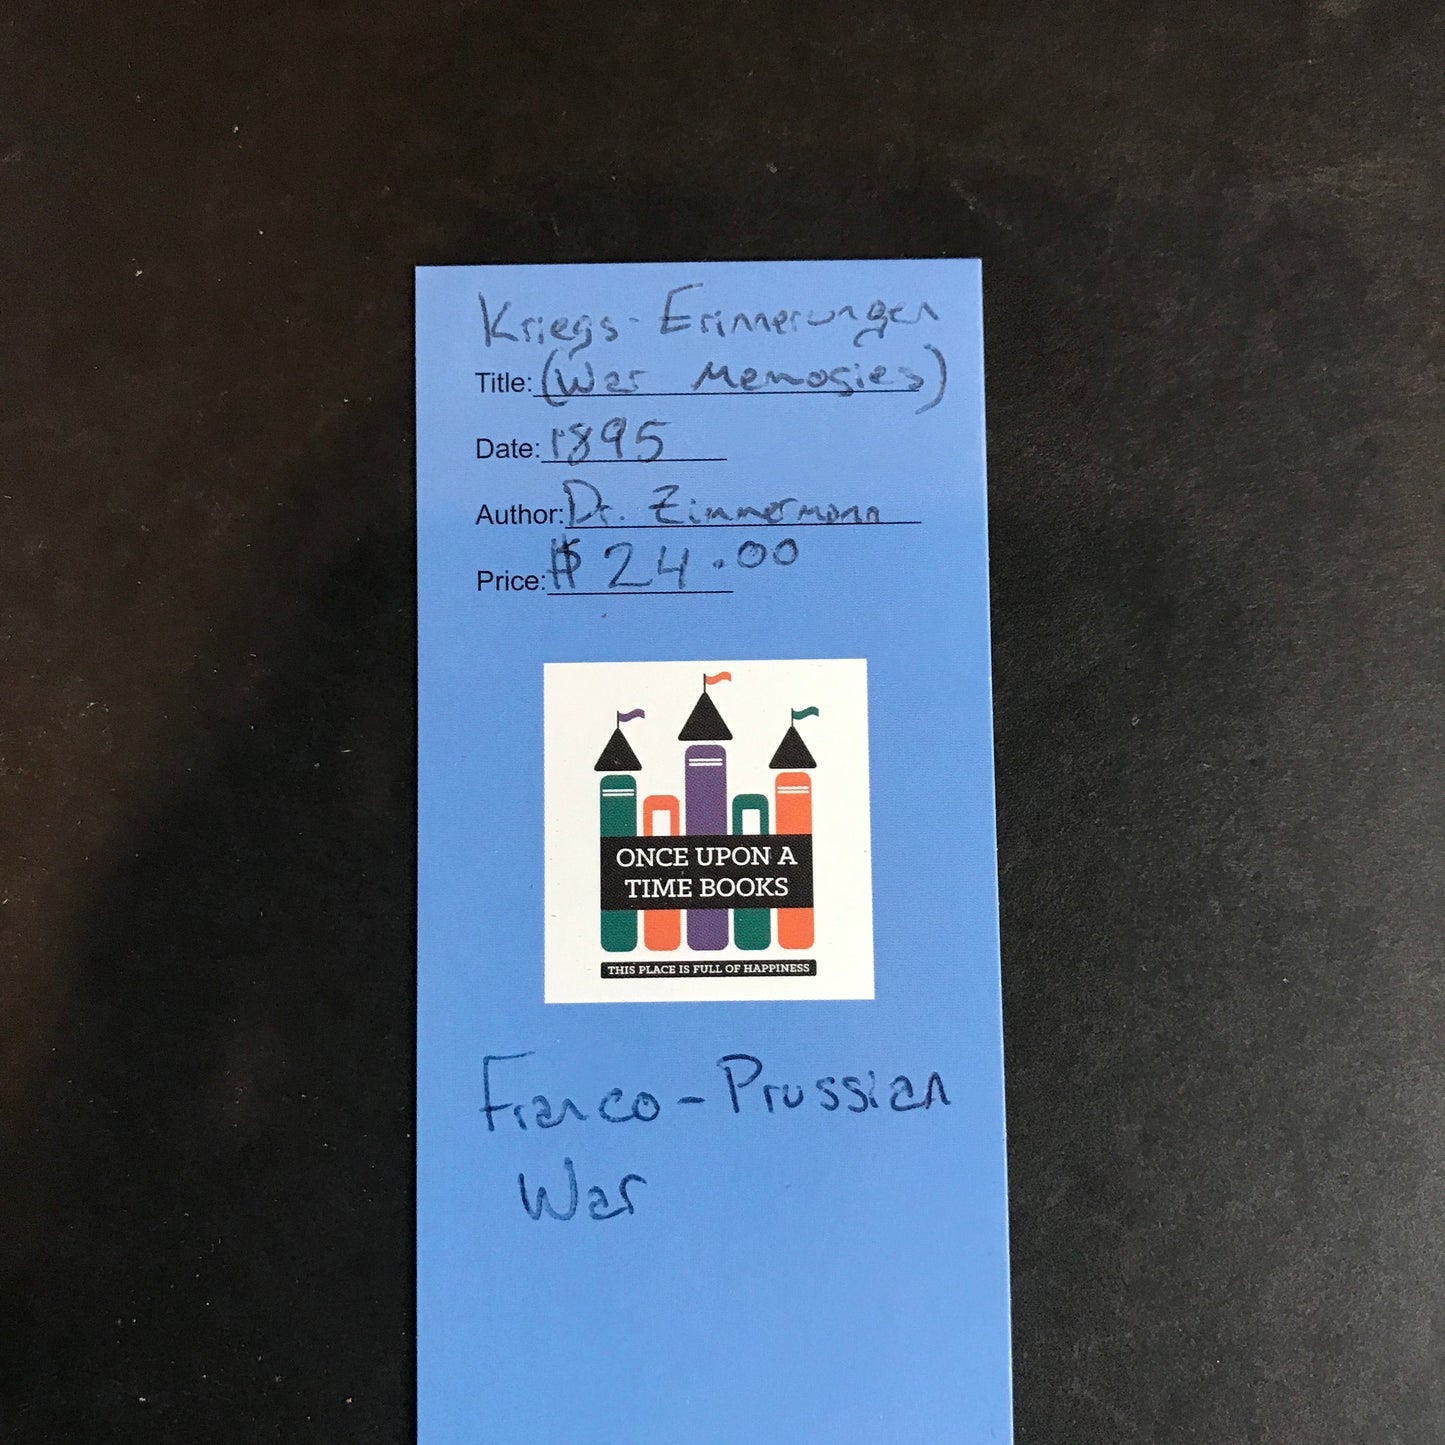 Kriegs-Erinnerungen
Title: (War Memories)
Date: 1895
Author: Dr. Zimmermann
Price: $24.00
ONCE UPON A
TIME BOOKS
THIS PLACE IS FULL OF HAPPINESS
Franco-Prussian
War